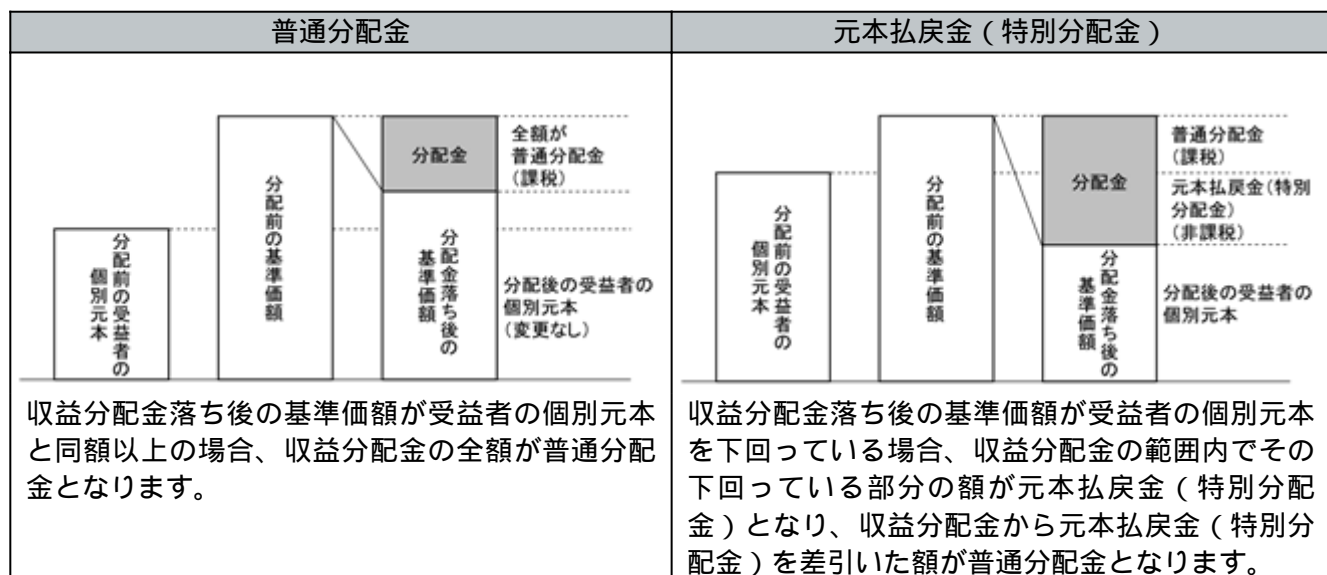 普通分配金
分配前の受益者の
個別元本
分配前の基準価額
分配金
分配金落ち後の
基準価額
全額が
普通分配金
(課税)
分配後の受益者の
個別元本
(変更なし)
収益分配金落ち後の基準価額が受益者の個別元本
と同額以上の場合、収益分配金の全額が普通分配
金となります。
元本払戻金（特別分配金）
分配前の受益者の
個別元本
分配前の基準価額
分配金
分配金落ち後の
基準価額
普通分配金
(課税)
元本払戻金(特別
分配金)
(非課税)
分配後の受益者の
個別元本
収益分配金落ち後の基準価額が受益者の個別元本
を下回っている場合、収益分配金の範囲内でその
下回っている部分の額が元本払戻金（特別分配
金）となり、収益分配金から元本払戻金（特別分
配金）を差引いた額が普通分配金となります。